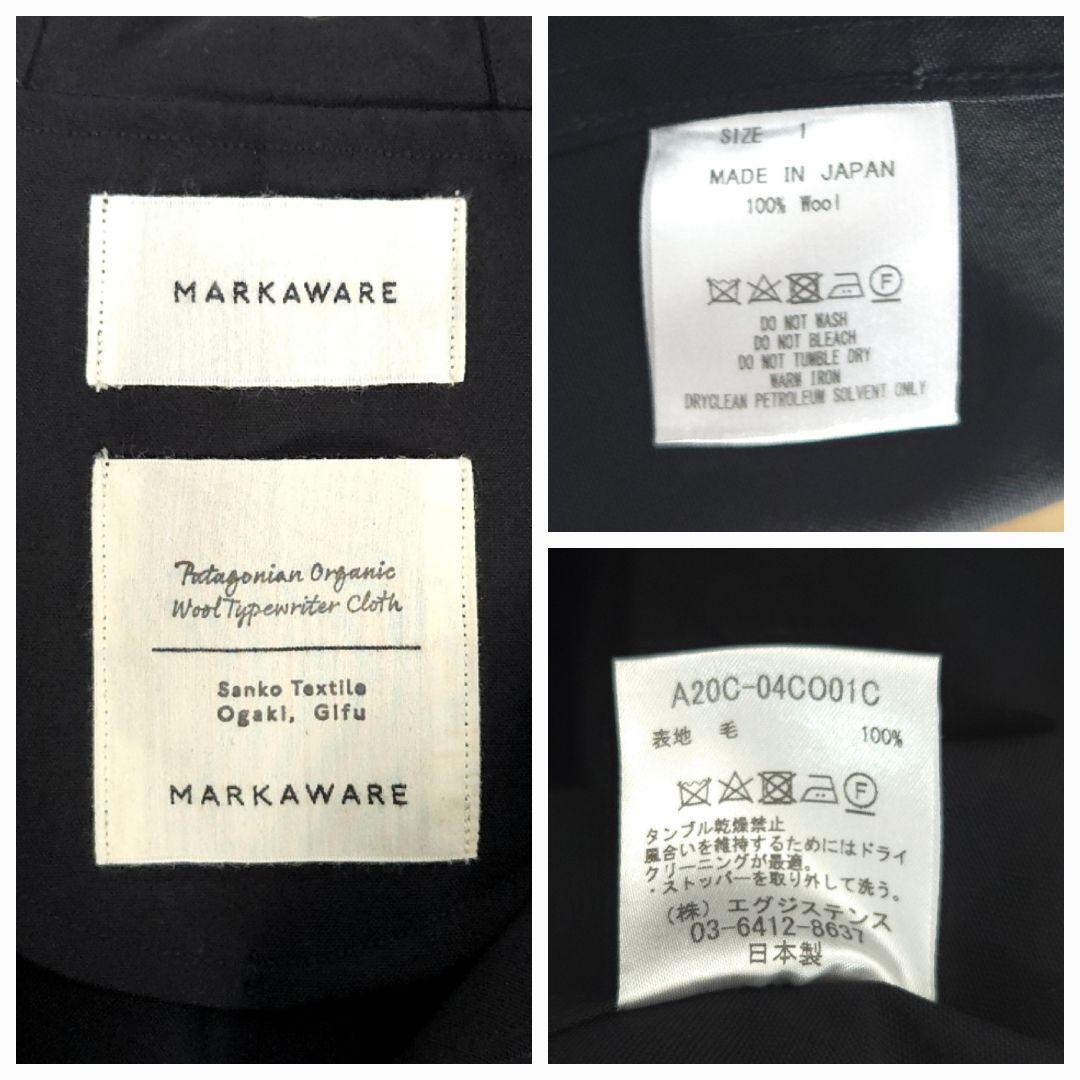 MARKAWARE
Patagonian Organic
Wool Typewriter Cloth
Sanko Textile
Ogaki, Gifu
MARKAWARE
SIZE 1
MADE IN JAPAN
100% Wool
F
DO NOT WASH
DO NOT BLEACH
DO NOT TUMBLE DRY
WARM IRON
DRYCLEAN PETROLEUM SOLVENT ONLY
A20C-04CO01C
表地 毛 100%
F
タンブル乾燥禁止
風合いを維持するためにはドライ
クリーニングが最適。
・ストッパーを取り外して洗う。
(株) エグジステンス
03-6412-8637
日本製